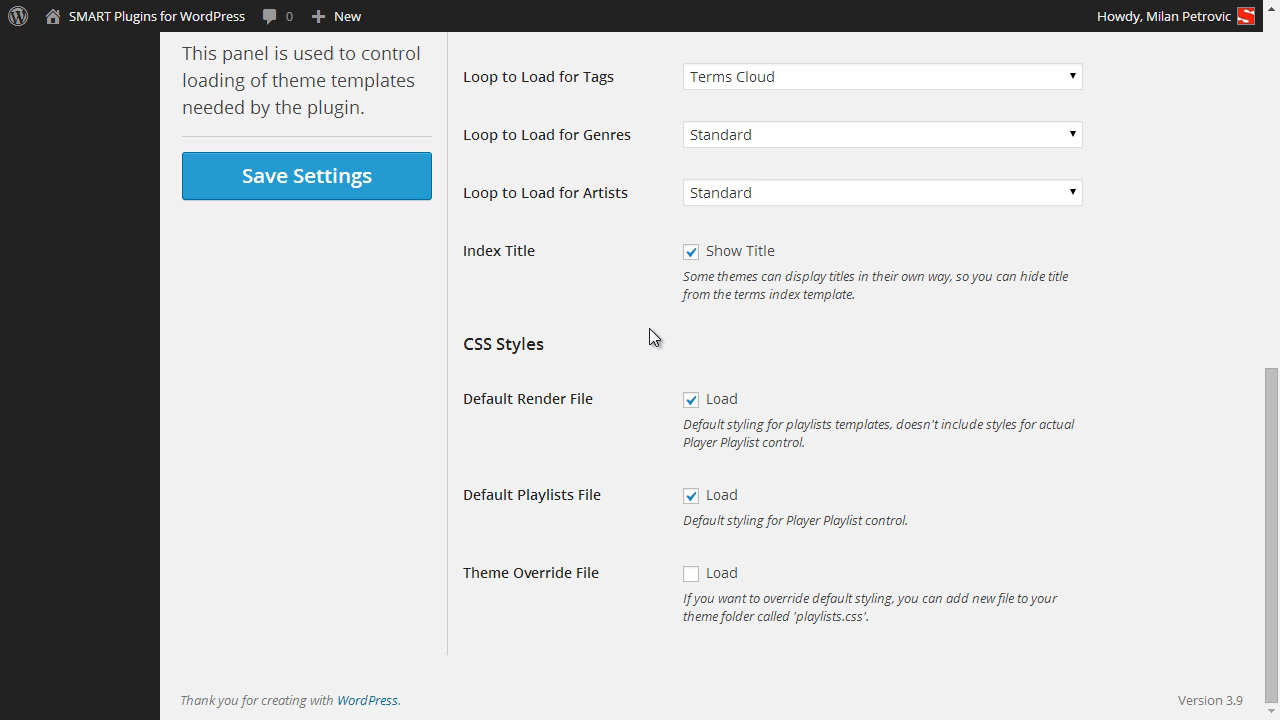 SMART Plugins for WordPress 0 New Howdy, Milan Petrovic
This panel is used to control
loading of theme templates
needed by the plugin.
Save Settings
Loop to Load for Tags Terms Cloud
Loop to Load for Genres Standard
Loop to Load for Artists Standard
Index Title Show Title
Some themes can display titles in their own way, so you can hide title
from the terms index template.
CSS Styles
Default Render File Load
Default styling for playlists templates, doesn't include styles for actual
Player Playlist control.
Default Playlists File Load
Default styling for Player Playlist control.
Theme Override File Load
If you want to override default styling, you can add new file to your
theme folder called 'playlists.css'.
Thank you for creating with WordPress. Version 3.9